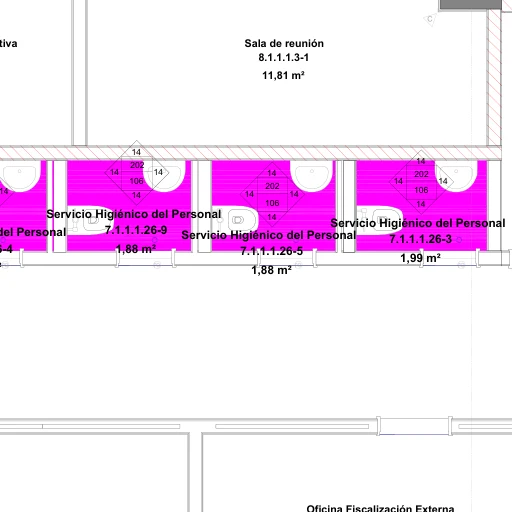 tiva
Sala de reunión
8.1.1.1.3-1
11,81 m²
C
14
14
202
14
106
14
14
14
202
14
106
14
14
14
202
14
106
14
14
Servicio Higiénico del Personal
7.1.1.1.26-9
1,88 m²
del Personal
-4
Servicio Higiénico del Personal
7.1.1.1.26-5
1,88 m²
Servicio Higiénico del Personal
7.1.1.1.26-3
1,99 m²
Oficina Fiscalización Externa